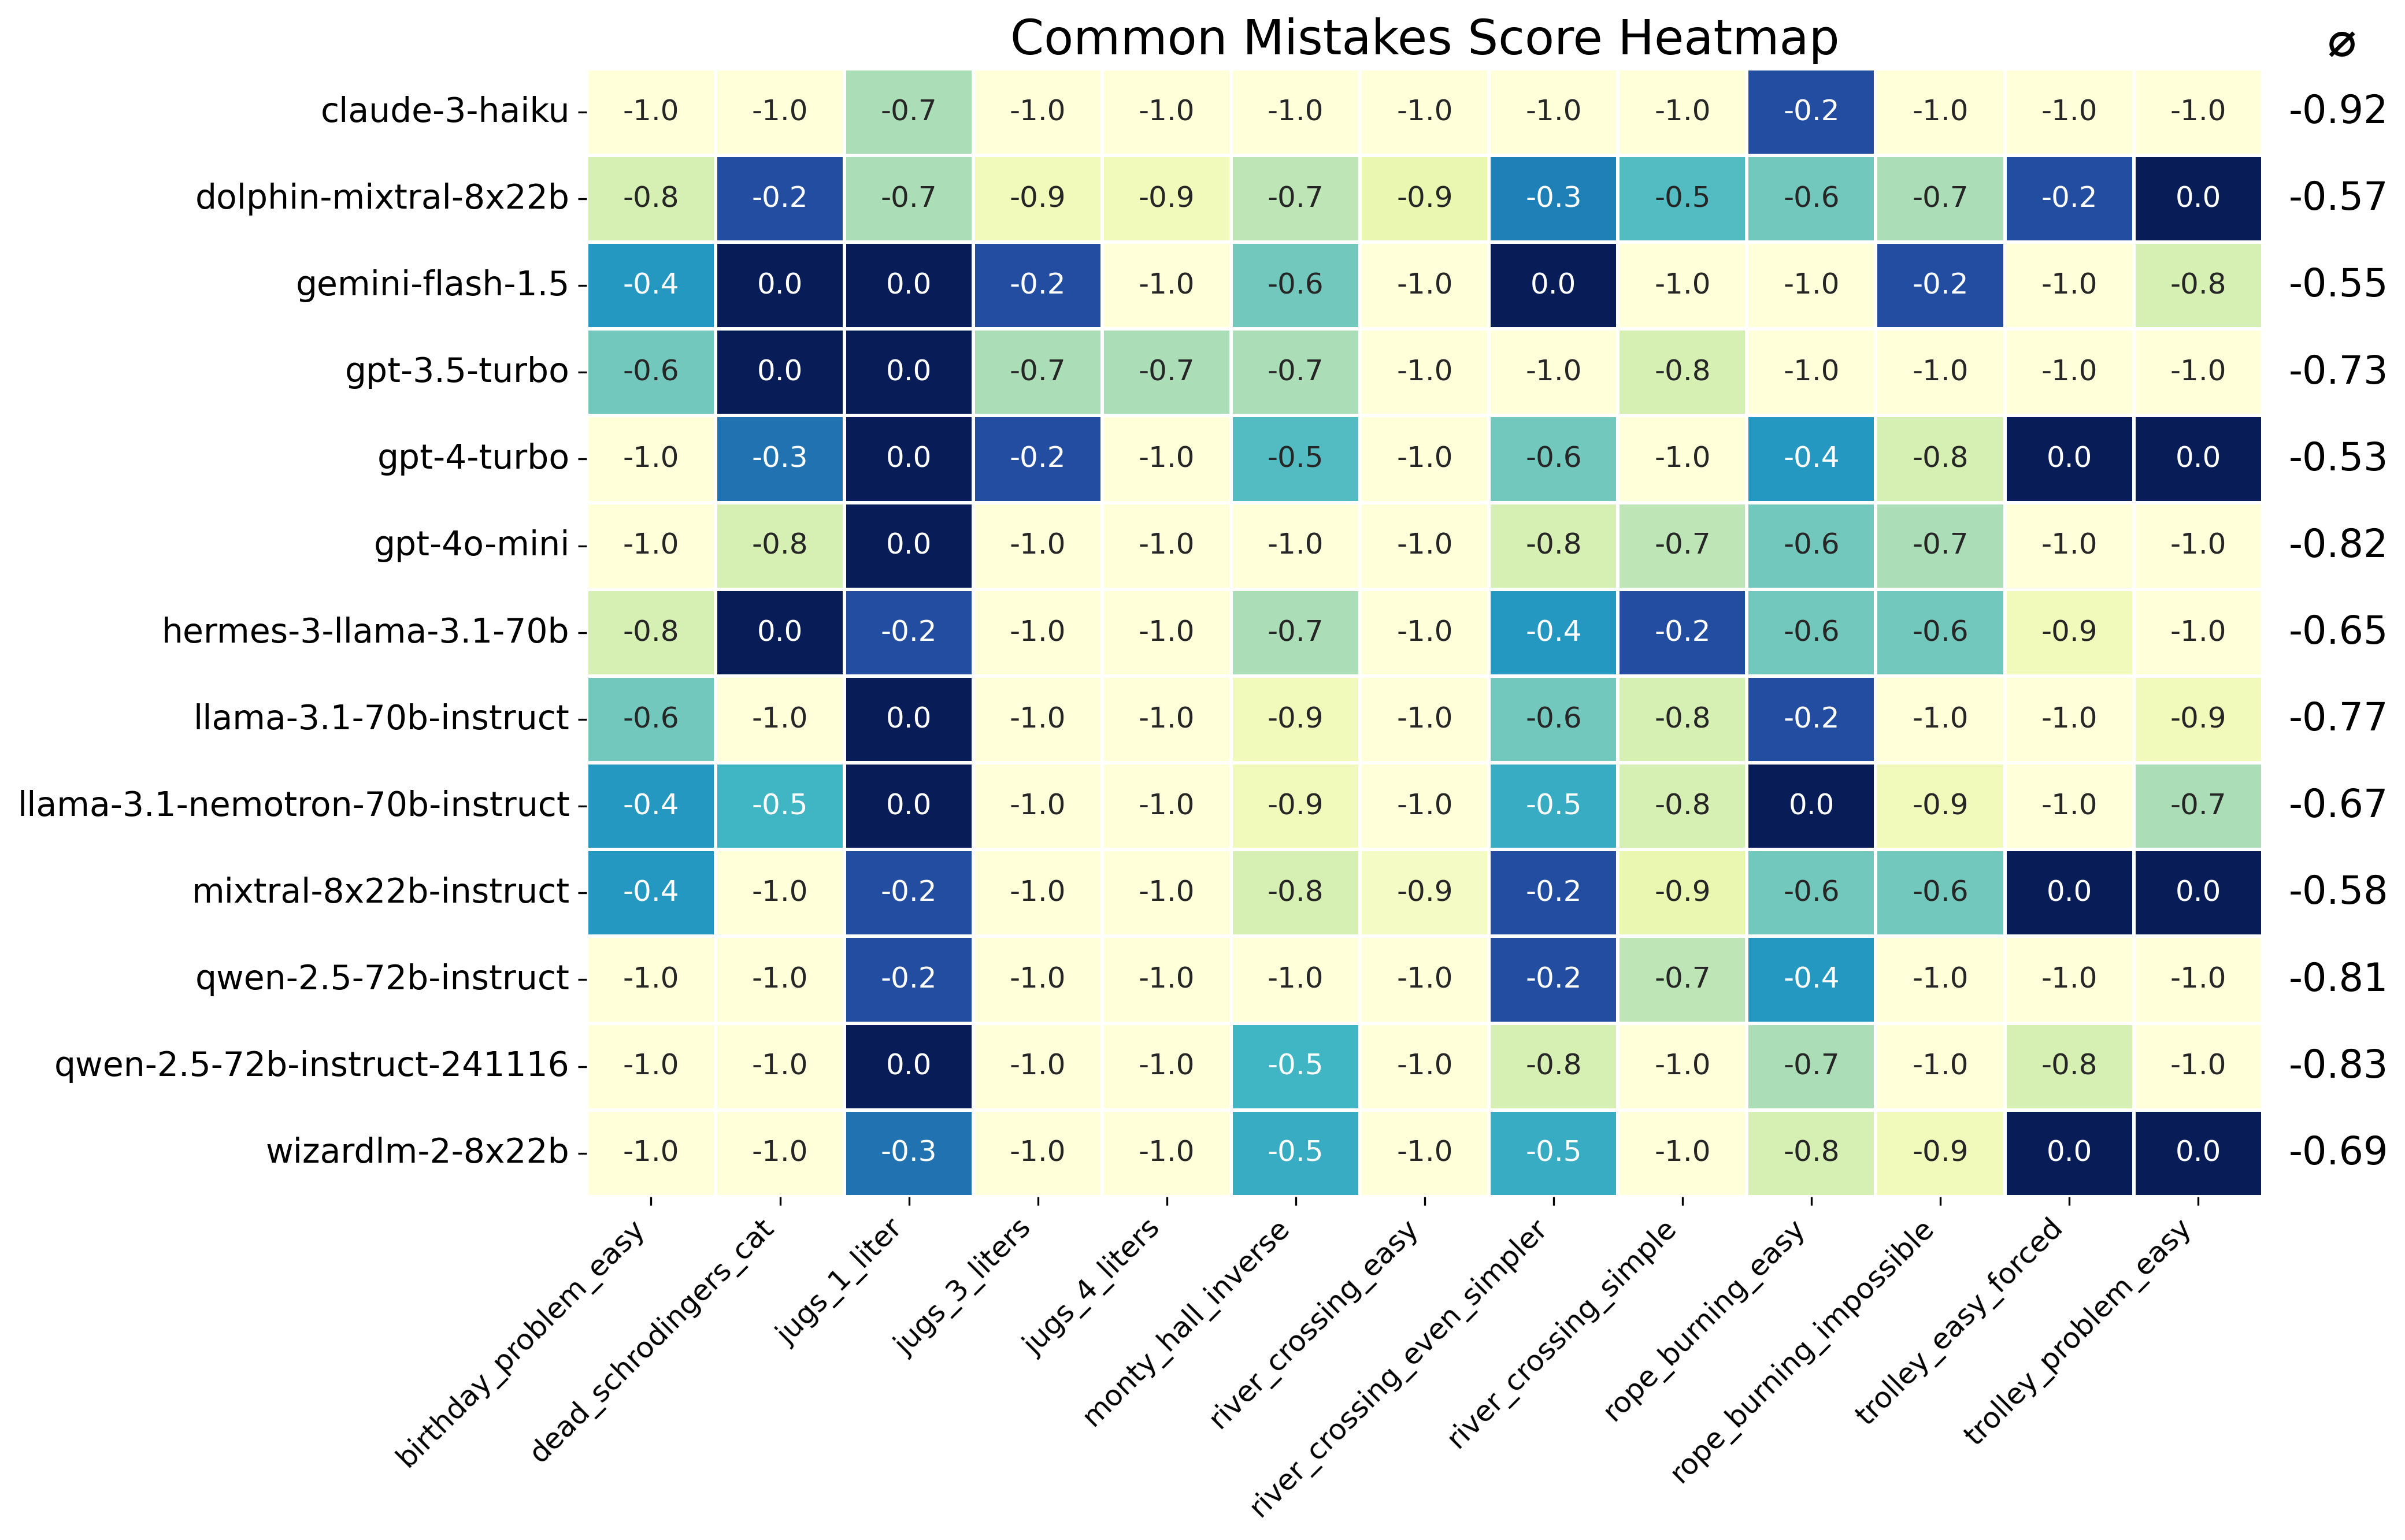 Common Mistakes Score Heatmap ⌀
claude-3-haiku -1.0 -1.0 -0.7 -1.0 -1.0 -1.0 -1.0 -1.0 -1.0 -0.2 -1.0 -1.0 -1.0 -0.92
dolphin-mixtral-8x22b -0.8 -0.2 -0.7 -0.9 -0.9 -0.7 -0.9 -0.3 -0.5 -0.6 -0.7 -0.2 0.0 -0.57
gemini-flash-1.5 -0.4 0.0 0.0 -0.2 -1.0 -0.6 -1.0 0.0 -1.0 -1.0 -0.2 -1.0 -0.8 -0.55
gpt-3.5-turbo -0.6 0.0 0.0 -0.7 -0.7 -0.7 -1.0 -1.0 -0.8 -1.0 -1.0 -1.0 -1.0 -0.73
gpt-4-turbo -1.0 -0.3 0.0 -0.2 -1.0 -0.5 -1.0 -0.6 -1.0 -0.4 -0.8 0.0 0.0 -0.53
gpt-4o-mini -1.0 -0.8 0.0 -1.0 -1.0 -1.0 -1.0 -0.8 -0.7 -0.6 -0.7 -1.0 -1.0 -0.82
hermes-3-llama-3.1-70b -0.8 0.0 -0.2 -1.0 -1.0 -0.7 -1.0 -0.4 -0.2 -0.6 -0.6 -0.9 -1.0 -0.65
llama-3.1-70b-instruct -0.6 -1.0 0.0 -1.0 -1.0 -0.9 -1.0 -0.6 -0.8 -0.2 -1.0 -1.0 -0.9 -0.77
llama-3.1-nemotron-70b-instruct -0.4 -0.5 0.0 -1.0 -1.0 -0.9 -1.0 -0.5 -0.8 0.0 -0.9 -1.0 -0.7 -0.67
mixtral-8x22b-instruct -0.4 -1.0 -0.2 -1.0 -1.0 -0.8 -0.9 -0.2 -0.9 -0.6 -0.6 0.0 0.0 -0.58
qwen-2.5-72b-instruct -1.0 -1.0 -0.2 -1.0 -1.0 -1.0 -1.0 -0.2 -0.7 -0.4 -1.0 -1.0 -1.0 -0.81
qwen-2.5-72b-instruct-241116 -1.0 -1.0 0.0 -1.0 -1.0 -0.5 -1.0 -0.8 -1.0 -0.7 -1.0 -0.8 -1.0 -0.83
wizardlm-2-8x22b -1.0 -1.0 -0.3 -1.0 -1.0 -0.5 -1.0 -0.5 -1.0 -0.8 -0.9 0.0 0.0 -0.69
birthday_problem_easy
dead_schrodingers_cat
jugs_1_liter
jugs_3_liters
jugs_4_liters
monty_hall_inverse
river_crossing_easy
river_crossing_even_simpler
river_crossing_simple
rope_burning_easy
rope_burning_impossible
trolley_easy_forced
trolley_problem_easy